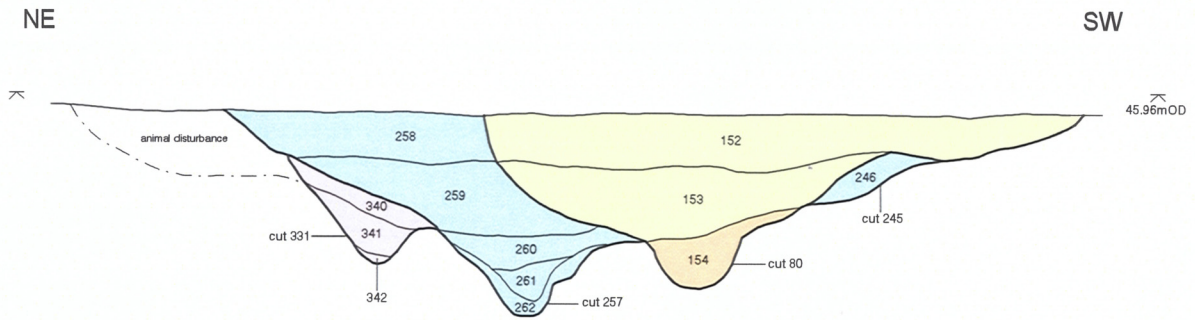 NE
SW
45.96mOD
animal disturbance
258
152
246
259
153
340
cut 245
cut 331
341
260
154
cut 80
261
342
262
cut 257